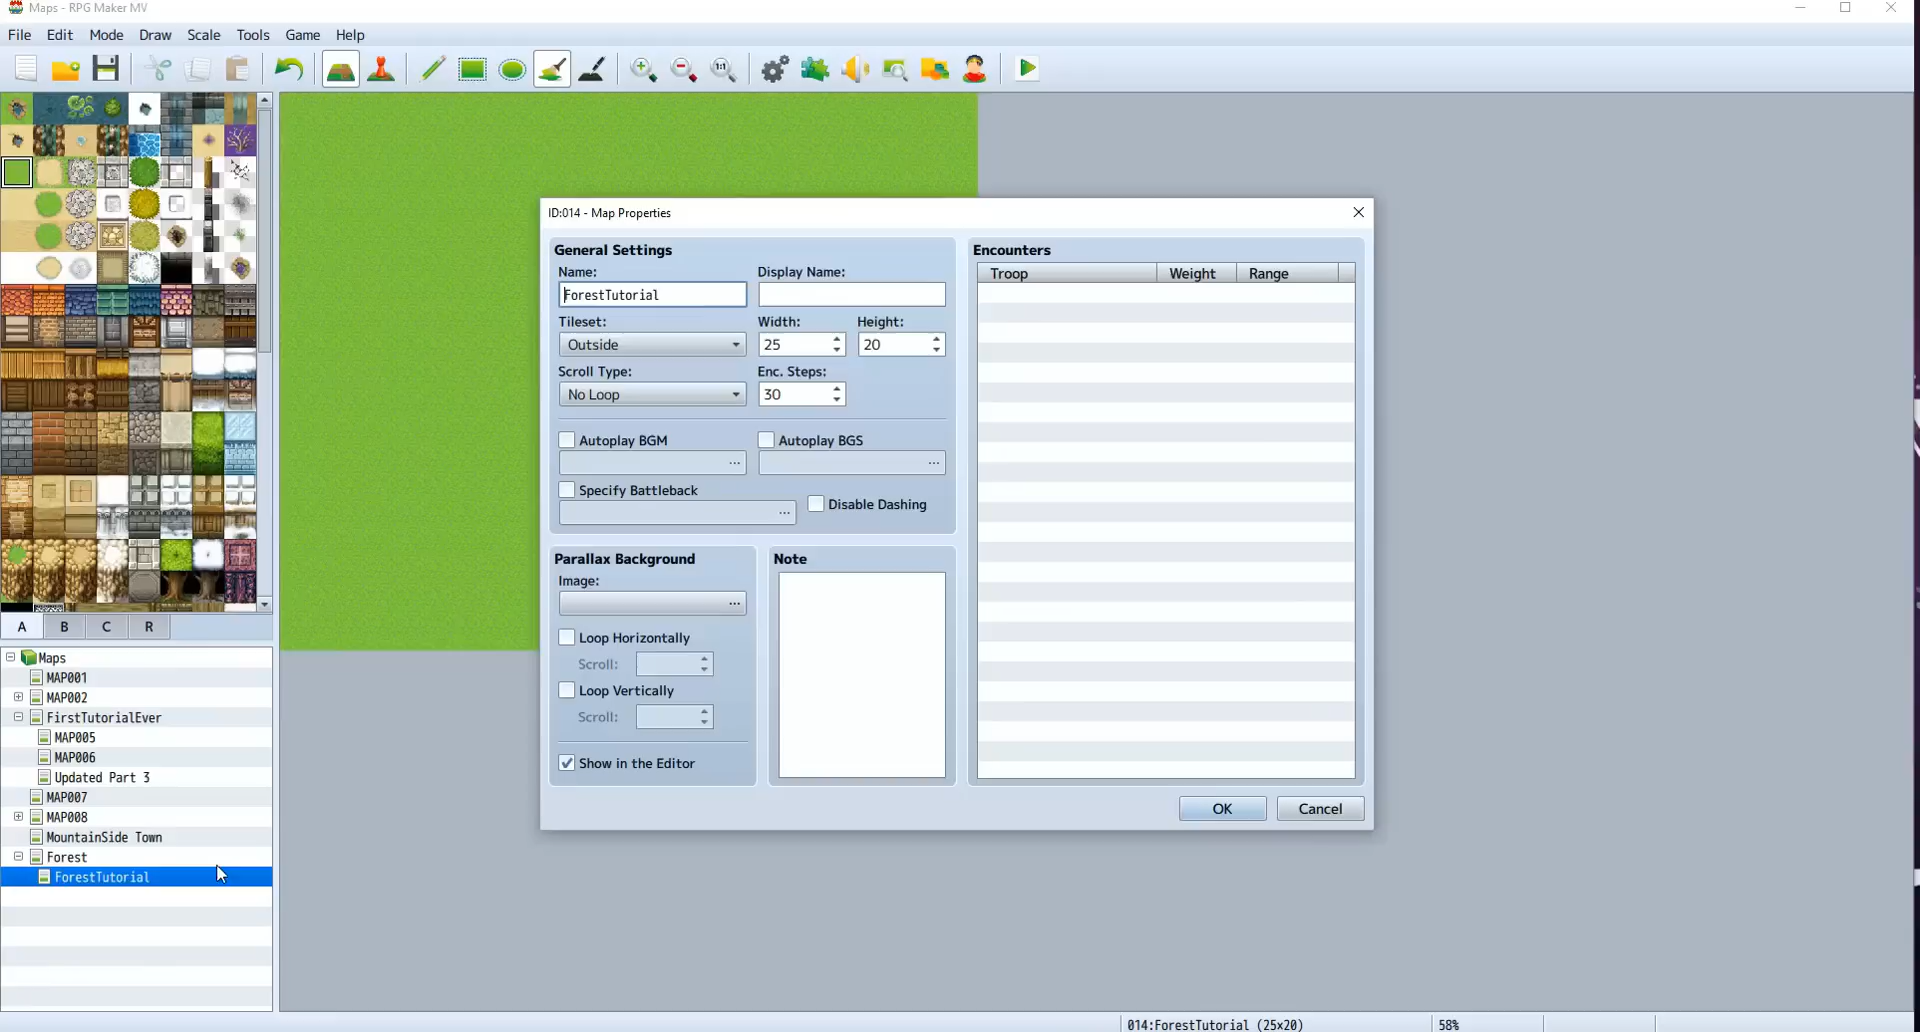 Maps - RPG Maker MV
File Edit Mode Draw Scale Tools Game Help
1:1
A B C R
Maps
MAP001
MAP002
FirstTutorialEver
MAP005
MAP006
Updated Part 3
MAP007
MAP008
MountainSide Town
Forest
ForestTutorial
ID:014 - Map Properties
General Settings
Name: Display Name:
ForestTutorial
Tileset: Width: Height:
Outside 25 20
Scroll Type: Enc. Steps:
No Loop 30
Autoplay BGM Autoplay BGS
... ...
Specify Battleback
Disable Dashing
...
Parallax Background
Image:
...
Loop Horizontally
Scroll:
Loop Vertically
Scroll:
Show in the Editor
Note
Encounters
Troop Weight Range
OK Cancel
014:ForestTutorial (25x20) 58%